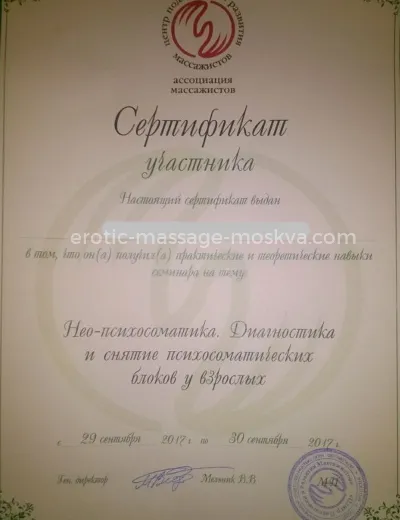 центр
развития
массажистов
ассоциация
массажистов
Сертификат
участника
Настоящий сертификат выдан
erotic-massage-moskva.com
в том, что он(а) получил(а) практические и теоретические навыки
семинара на тему:
Нео-психосоматика. Диагностика
и снятие психосоматических
блоков у взрослых
с 29 сентября 2017 г. по 30 сентября 2017 г.
Ген. директор Мельник В.В. М.П.